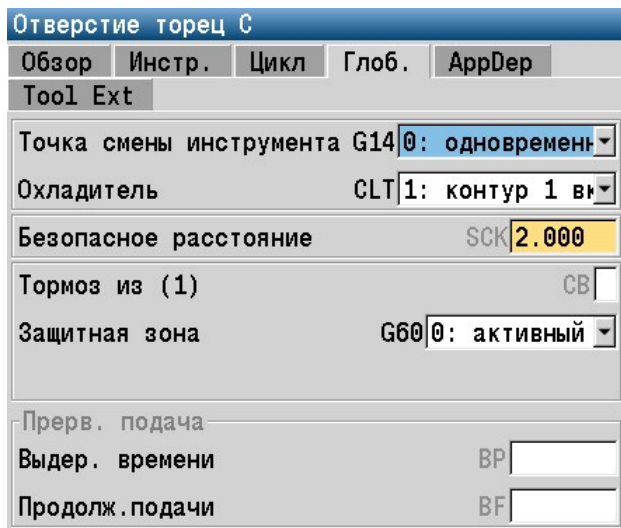 Отверстие торец C
Обзор Инстр. Цикл Глоб. AppDep
Tool Ext
Точка смены инструмента G14 0: одновременн
Охладитель CLT 1: контур 1 вк
Безопасное расстояние SCK 2.000
Тормоз из (1) CB
Защитная зона G60 0: активный
Прерв. подача
Выдер. времени BP
Продолж.подачи BF